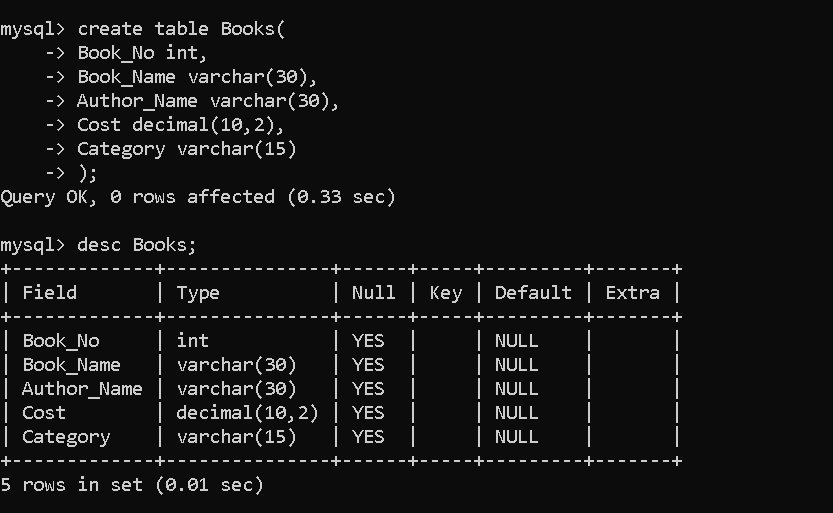 mysql> create table Books(
    -> Book_No int,
    -> Book_Name varchar(30),
    -> Author_Name varchar(30),
    -> Cost decimal(10,2),
    -> Category varchar(15)
    -> );
Query OK, 0 rows affected (0.33 sec)

mysql> desc Books;
+-------------+---------------+------+-----+---------+-------+
| Field       | Type          | Null | Key | Default | Extra |
+-------------+---------------+------+-----+---------+-------+
| Book_No     | int           | YES  |     | NULL    |       |
| Book_Name   | varchar(30)   | YES  |     | NULL    |       |
| Author_Name | varchar(30)   | YES  |     | NULL    |       |
| Cost        | decimal(10,2) | YES  |     | NULL    |       |
| Category    | varchar(15)   | YES  |     | NULL    |       |
+-------------+---------------+------+-----+---------+-------+
5 rows in set (0.01 sec)